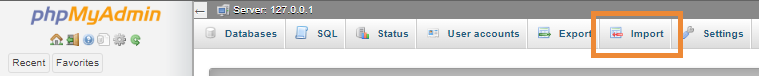 phpMyAdmin
Recent Favorites
Server: 127.0.0.1
Databases SQL Status User accounts Export Import Settings